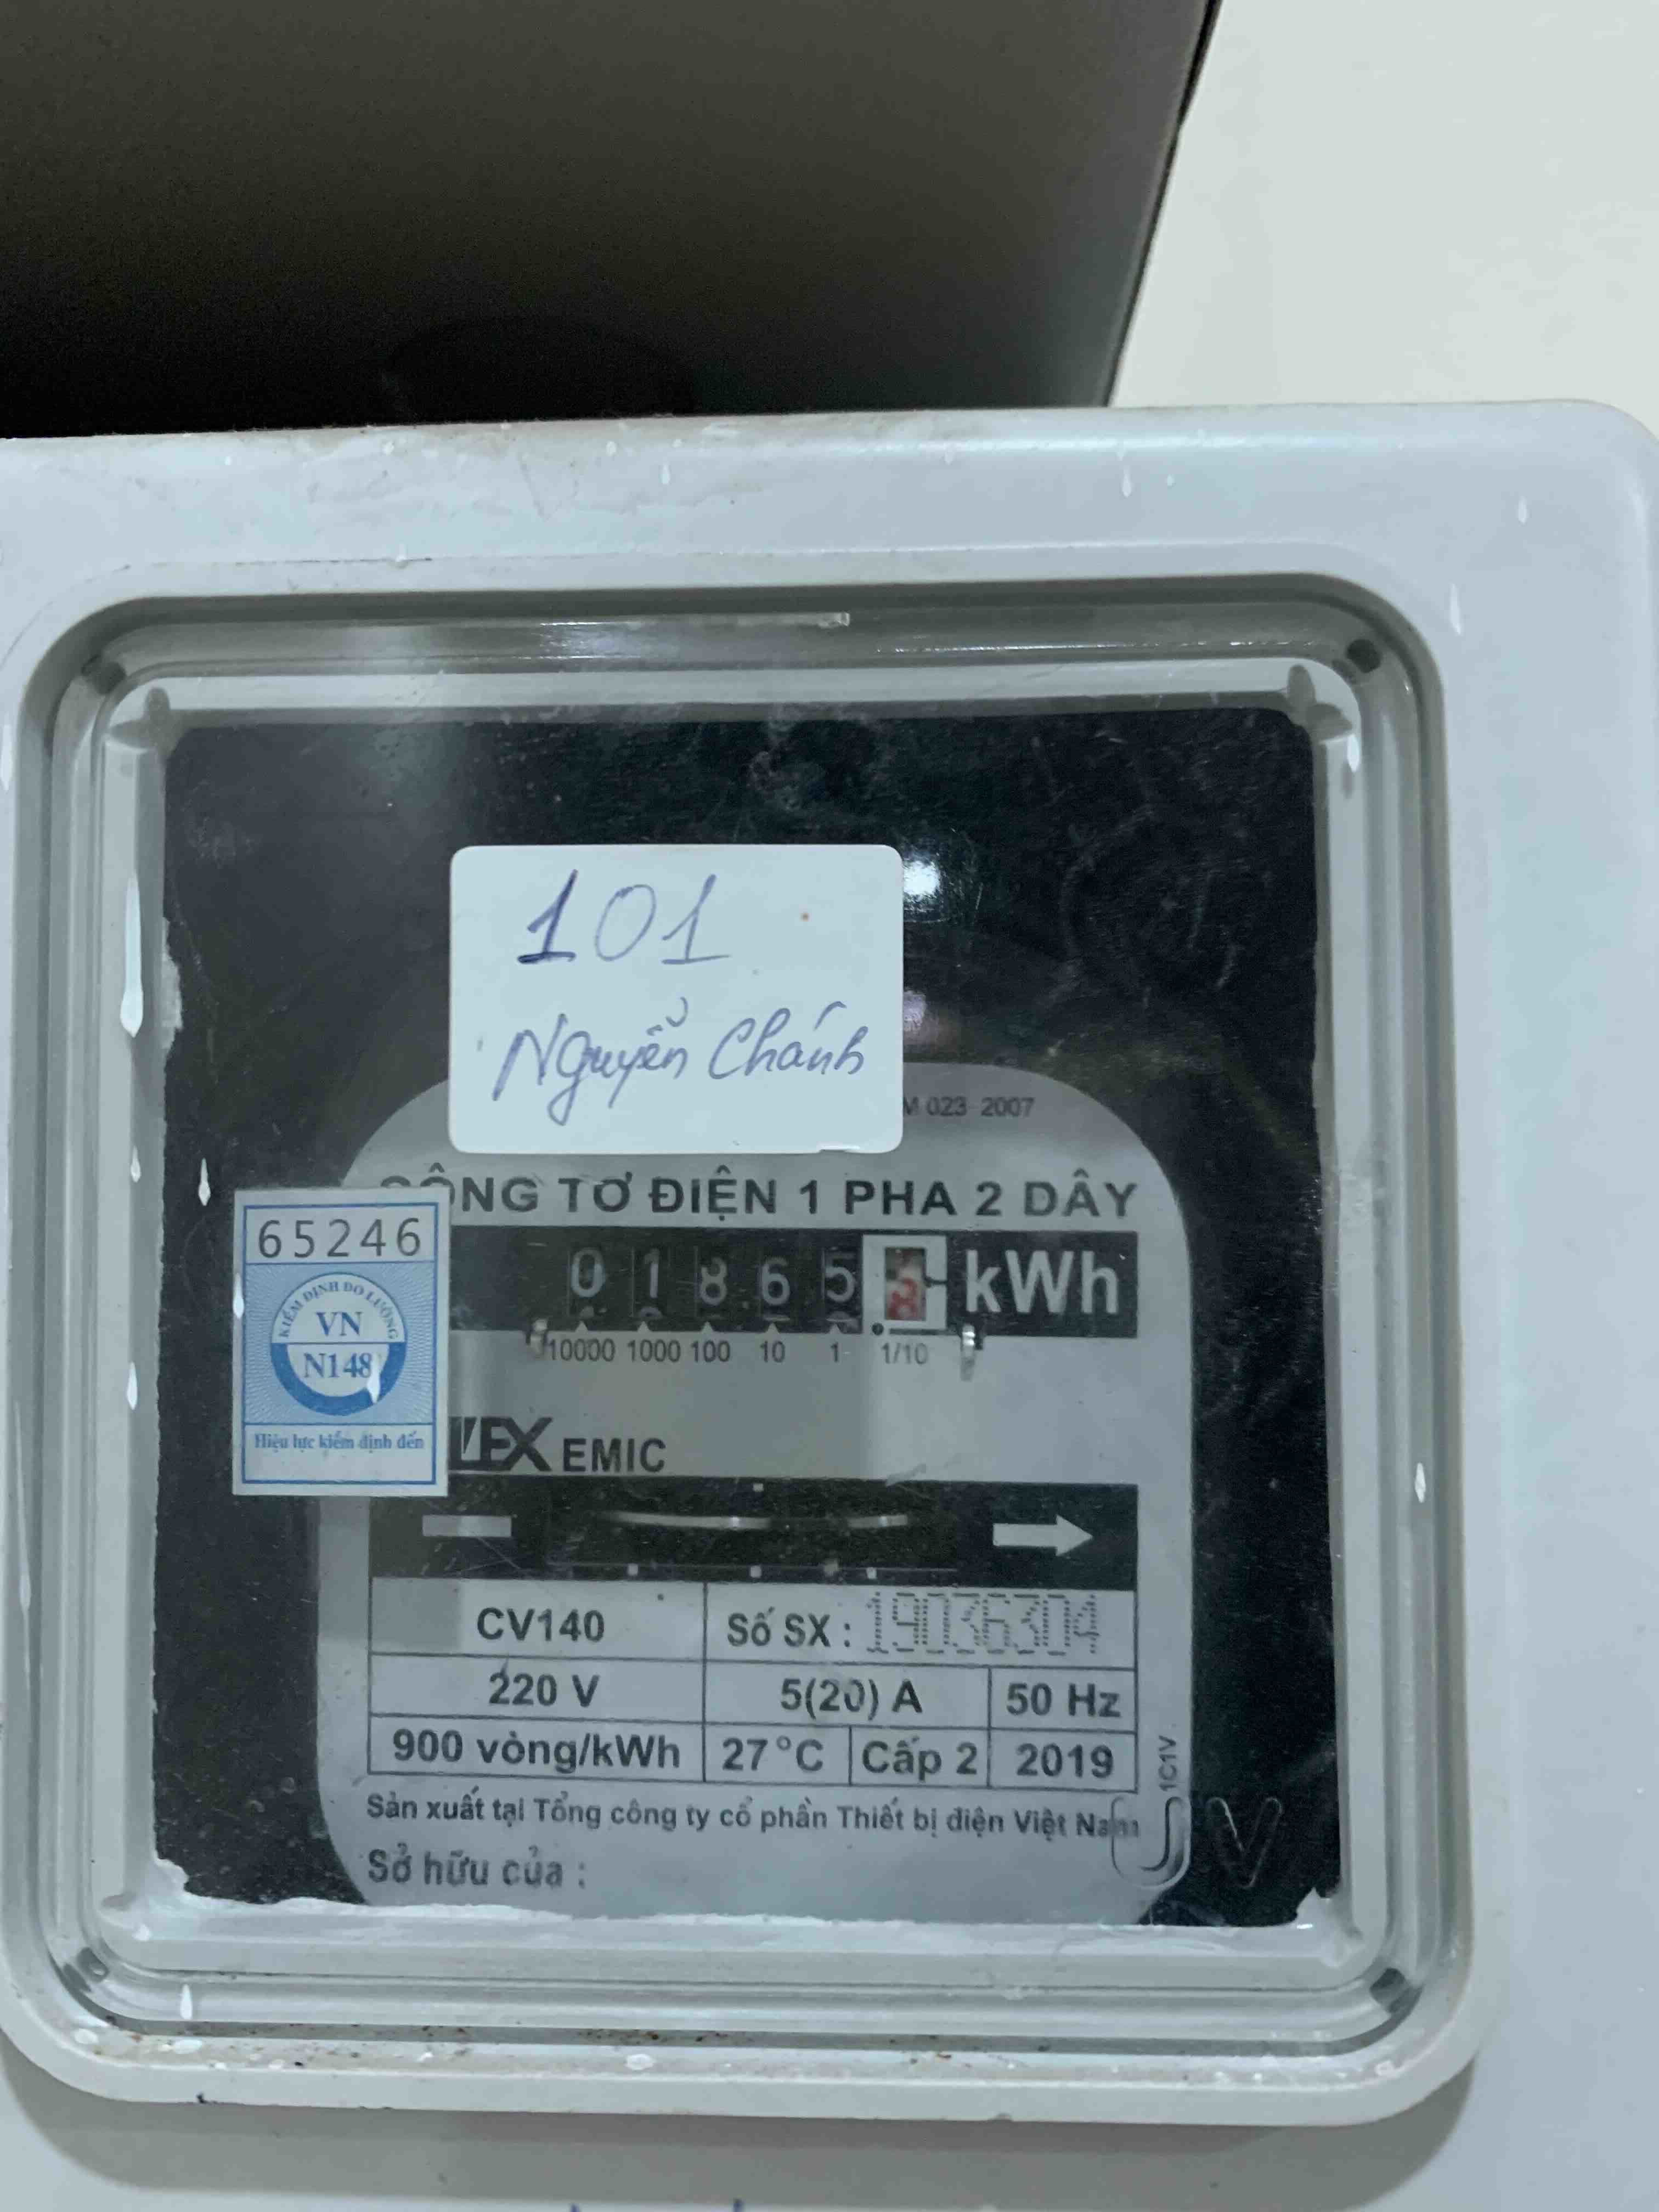 101
Nguyễn Chánh
M 023-2007
CÔNG TƠ ĐIỆN 1 PHA 2 DÂY
65246
KIỂM ĐỊNH ĐO LƯỜNG
VN
N148
Hiệu lực kiểm định đến
0 1 8 6 5 kWh
10000 1000 100 10 1 1/10
EMIC
CV140 Số SX : 19036304
220 V 5(20) A 50 Hz
900 vòng/kWh 27°C Cấp 2 2019
1C1V
Sản xuất tại Tổng công ty cổ phần Thiết bị điện Việt Nam
Sở hữu của :